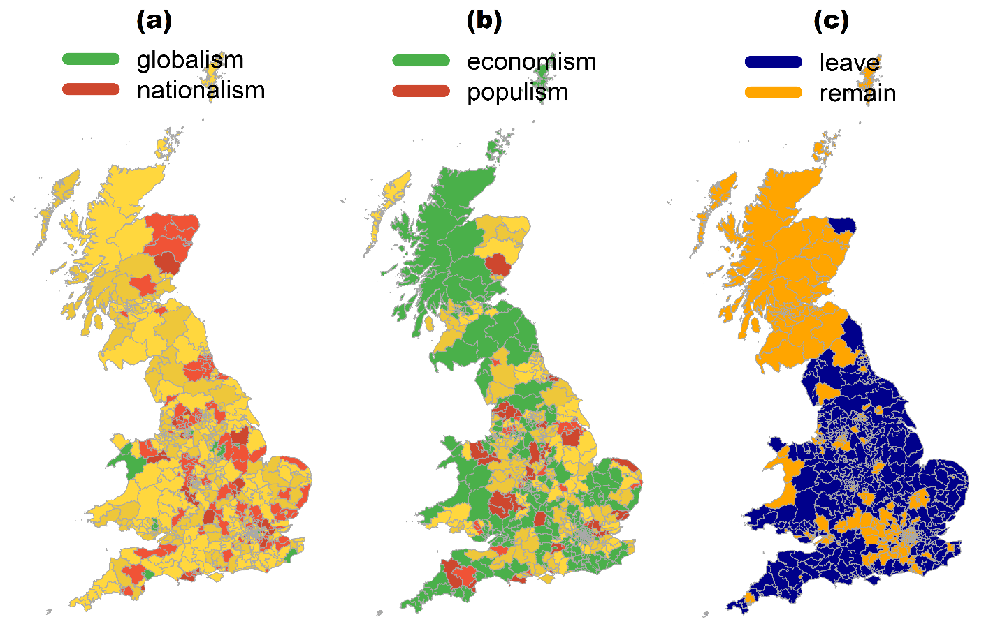 (a)
globalism
nationalism
(b)
economism
populism
(c)
leave
remain